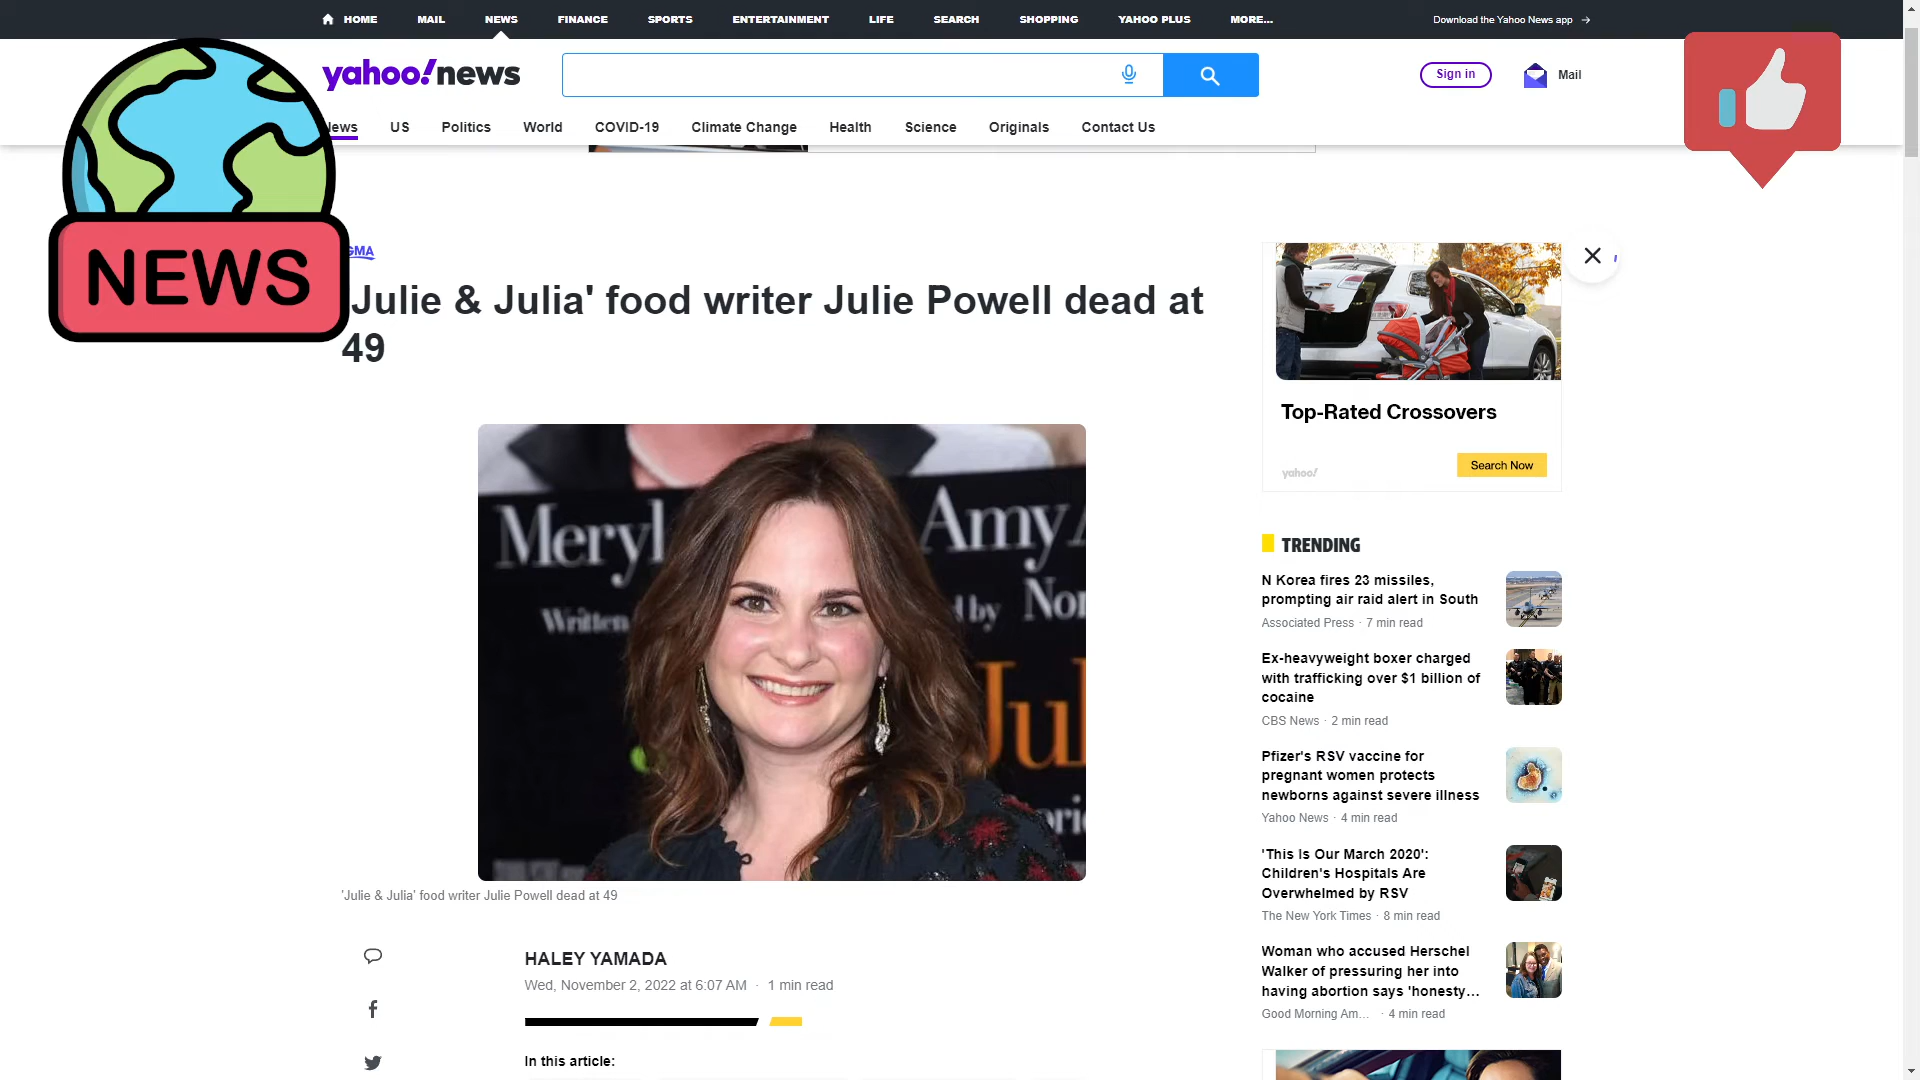 HOME MAIL NEWS FINANCE SPORTS ENTERTAINMENT LIFE SEARCH SHOPPING YAHOO PLUS MORE... Download the Yahoo News app
yahoo!news
Sign in
Mail
News US Politics World COVID-19 Climate Change Health Science Originals Contact Us
NEWS
GMA
'Julie & Julia' food writer Julie Powell dead at
49
Meryl
Amy
Written
by
Nor
Ju
'Julie & Julia' food writer Julie Powell dead at 49
HALEY YAMADA
Wed, November 2, 2022 at 6:07 AM · 1 min read
In this article:
Top-Rated Crossovers
yahoo!
Search Now
TRENDING
N Korea fires 23 missiles,
prompting air raid alert in South
Associated Press · 7 min read
Ex-heavyweight boxer charged
with trafficking over $1 billion of
cocaine
CBS News · 2 min read
Pfizer's RSV vaccine for
pregnant women protects
newborns against severe illness
Yahoo News · 4 min read
'This Is Our March 2020':
Children's Hospitals Are
Overwhelmed by RSV
The New York Times · 8 min read
Woman who accused Herschel
Walker of pressuring her into
having abortion says 'honesty...
Good Morning Am... · 4 min read